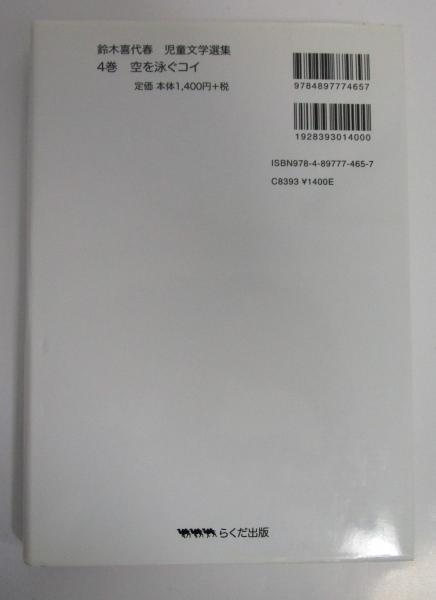 鈴木喜代春 児童文学選集
4巻 空を泳ぐコイ
定価 本体1,400円+税
9784897774657
1928393014000
ISBN978-4-89777-465-7
C8393 ¥1400E
らくだ出版